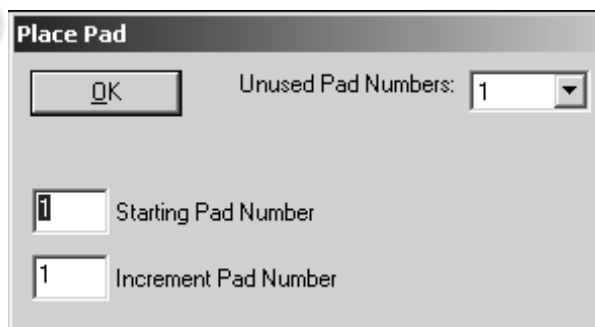 Place Pad
OK Unused Pad Numbers: 1
1 Starting Pad Number
1 Increment Pad Number